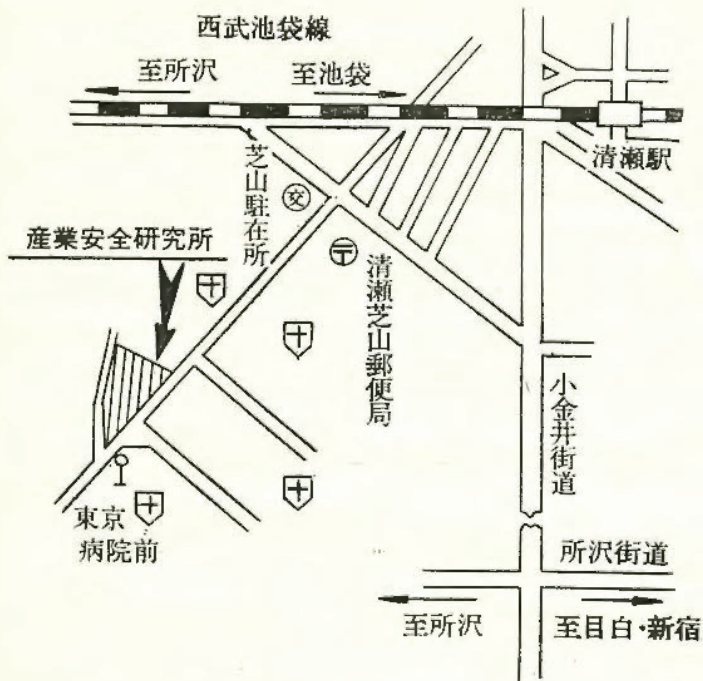 西武池袋線
至所沢
至池袋
清瀬駅
芝山駐在所
交
産業安全研究所
〒
清瀬芝山郵便局
小金井街道
東京
病院前
所沢街道
至所沢
至目白・新宿